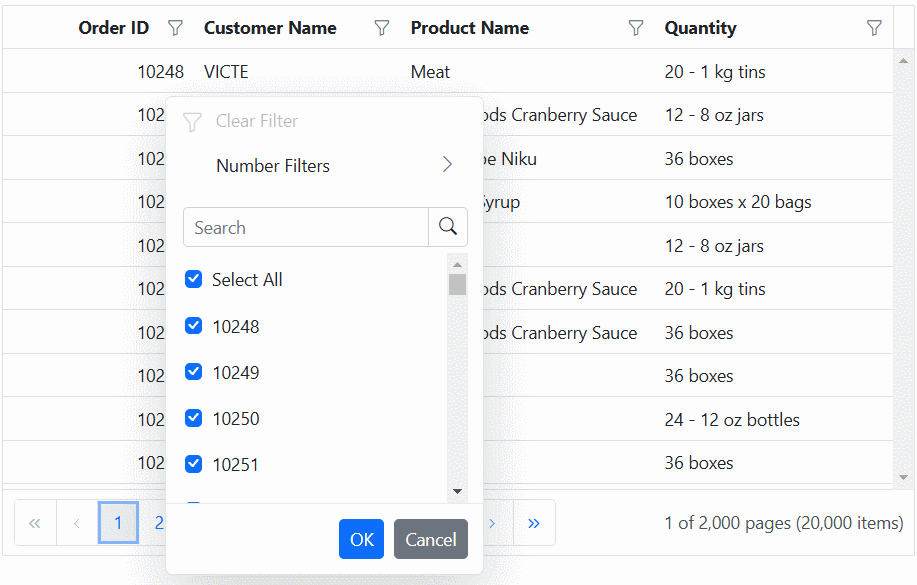 Order ID Customer Name Product Name Quantity
10248 VICTE Meat 20 - 1 kg tins
Clear Filter
Number Filters
Search
Select All
10248
10249
10250
10251
OK Cancel
102 ods Cranberry Sauce 12 - 8 oz jars
102 be Niku 36 boxes
102 Syrup 10 boxes x 20 bags
102 12 - 8 oz jars
102 ods Cranberry Sauce 20 - 1 kg tins
102 ods Cranberry Sauce 36 boxes
102 36 boxes
102 24 - 12 oz bottles
102 36 boxes
« ‹ 1 2 › » 1 of 2,000 pages (20,000 items)